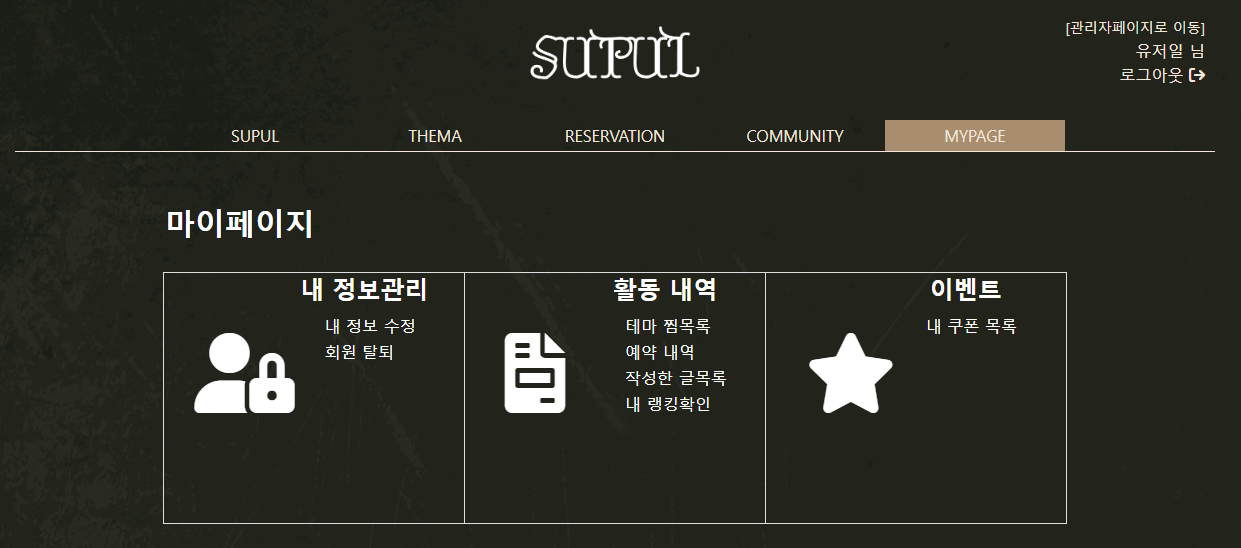 SUPUL
[관리자페이지로 이동]
유저일 님
로그아웃
SUPUL THEMA RESERVATION COMMUNITY MYPAGE
마이페이지
내 정보관리
내 정보 수정
회원 탈퇴
활동 내역
테마 찜목록
예약 내역
작성한 글목록
내 랭킹확인
이벤트
내 쿠폰 목록